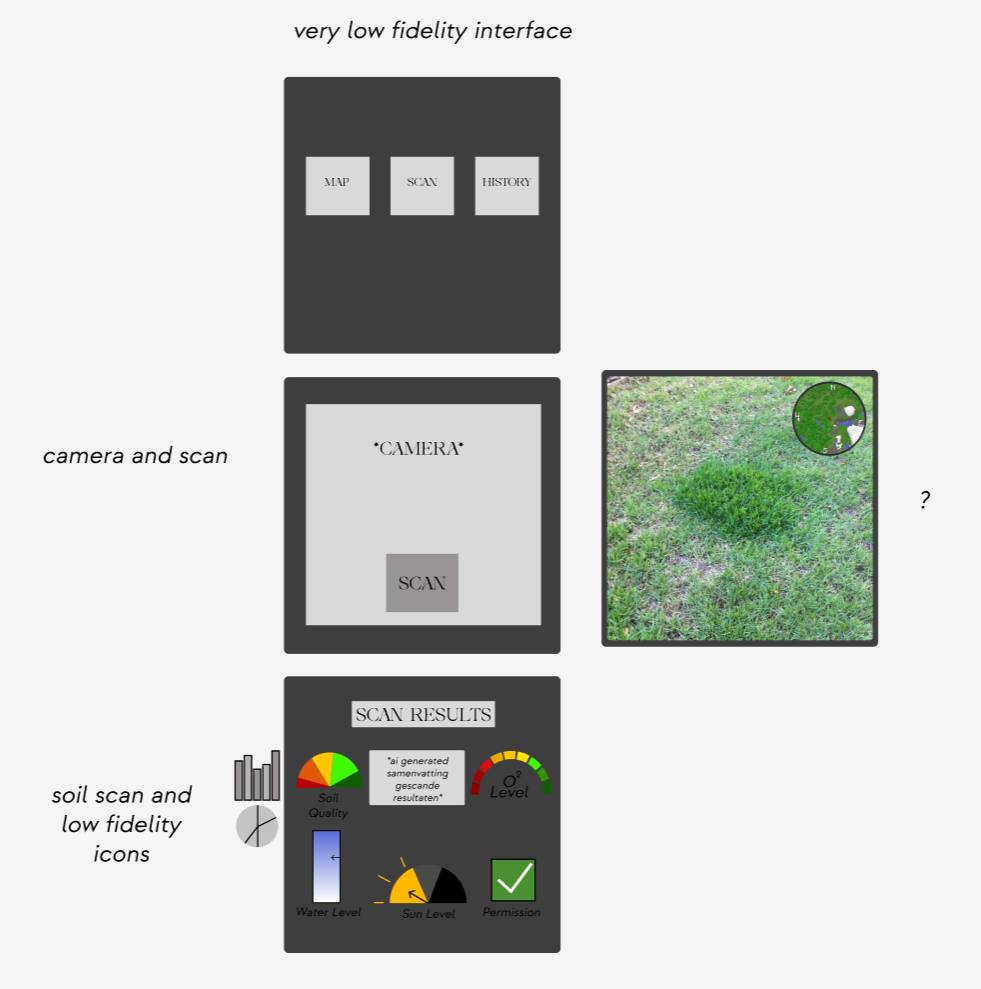 very low fidelity interface
MAP
SCAN
HISTORY
camera and scan
*CAMERA*
SCAN
?
SCAN RESULTS
soil scan and
low fidelity
icons
Soil
Quality
"ai generated
samenvatting
gescande
resultaten"
O²
Level
Water Level
Sun Level
Permission